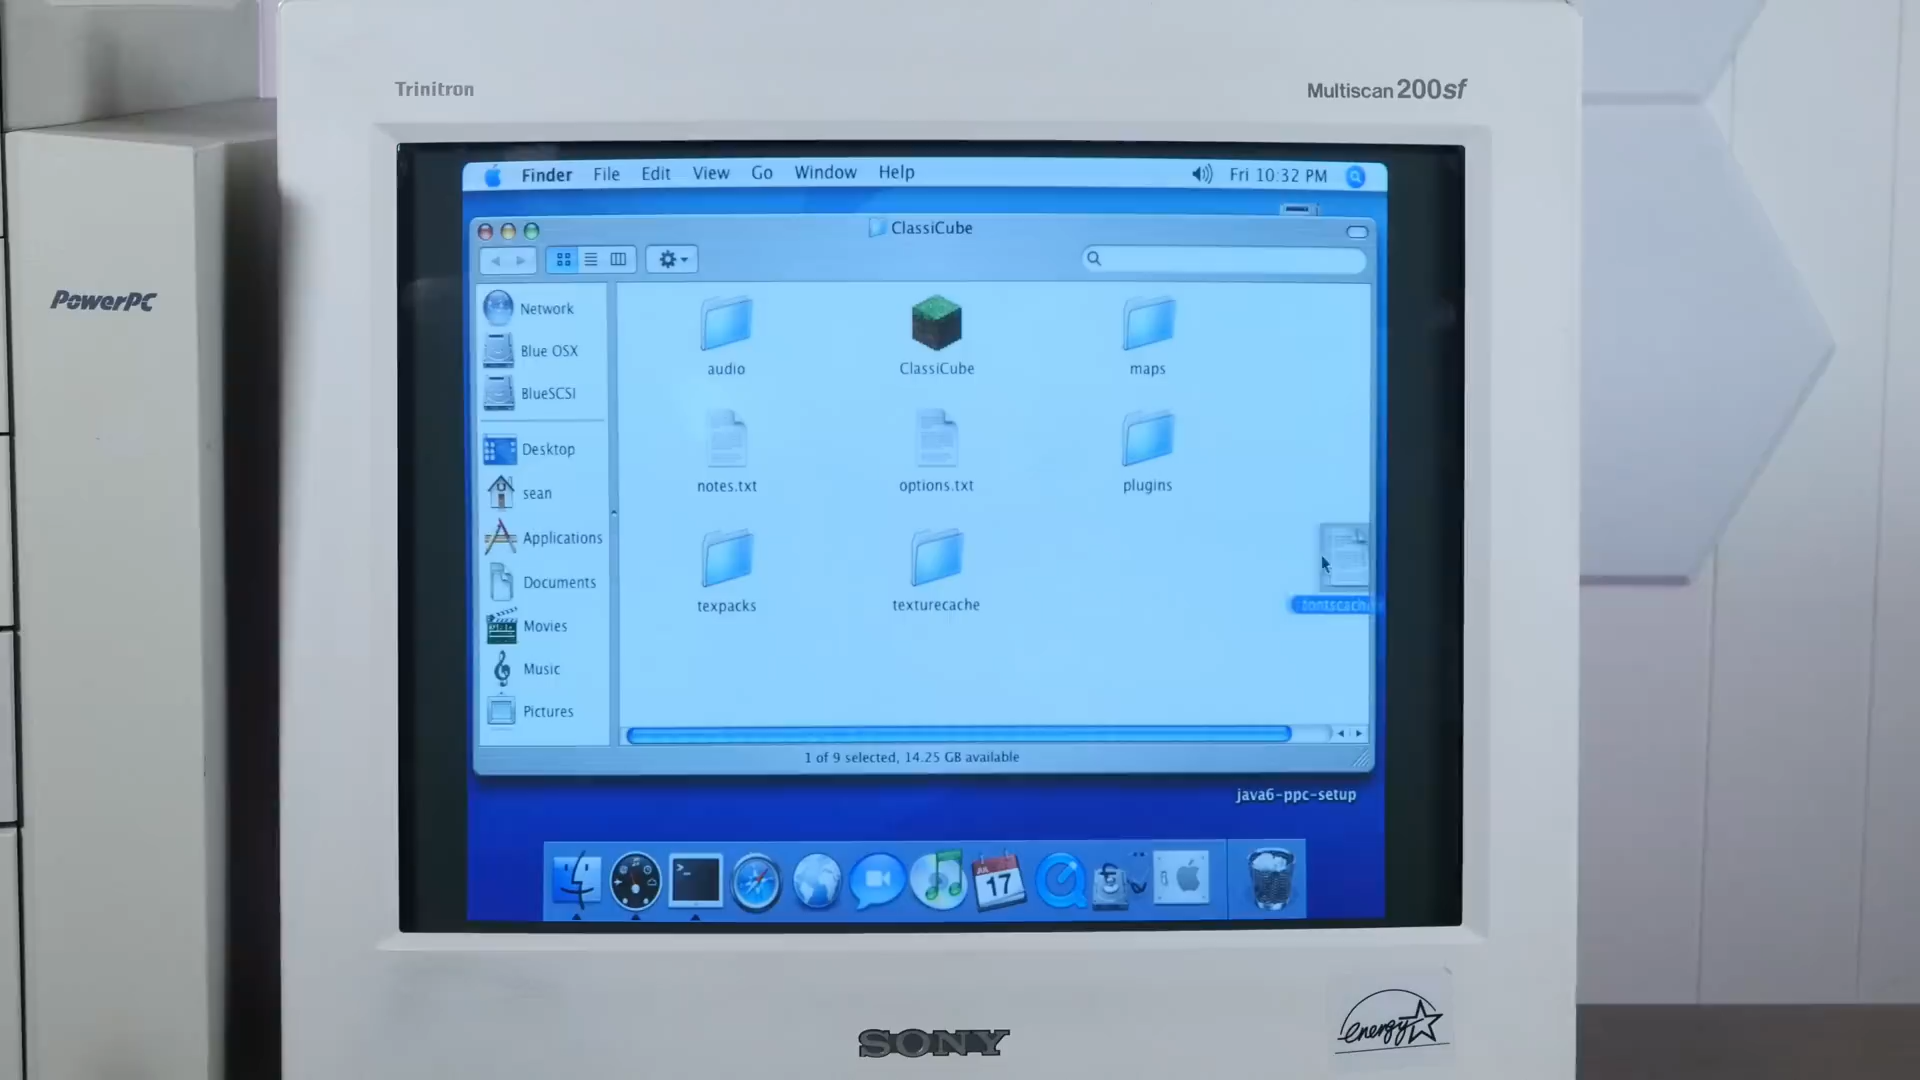 Trinitron
Multiscan 200sf
PowerPC
Finder File Edit View Go Window Help
Fri 10:32 PM
ClassiCube
Network
Blue OSX
BlueSCSI
Desktop
sean
Applications
Documents
Movies
Music
Pictures
audio
ClassiCube
maps
notes.txt
options.txt
plugins
texpacks
texturecache
fontscach
1 of 9 selected, 14.25 GB available
java6-ppc-setup
JUL
17
SONY
energy